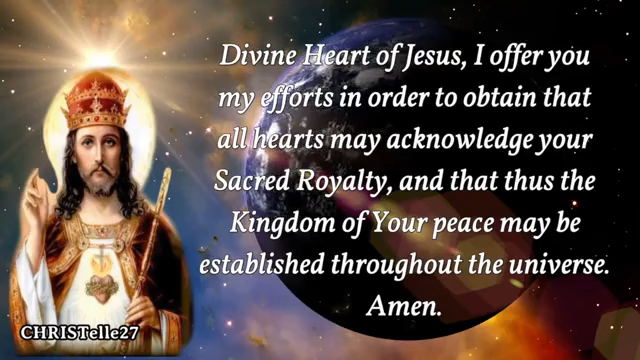 Divine Heart of Jesus, I offer you
my efforts in order to obtain that
all hearts may acknowledge your
Sacred Royalty, and that thus the
Kingdom of Your peace may be
established throughout the universe.
Amen.
CHRISTelle27